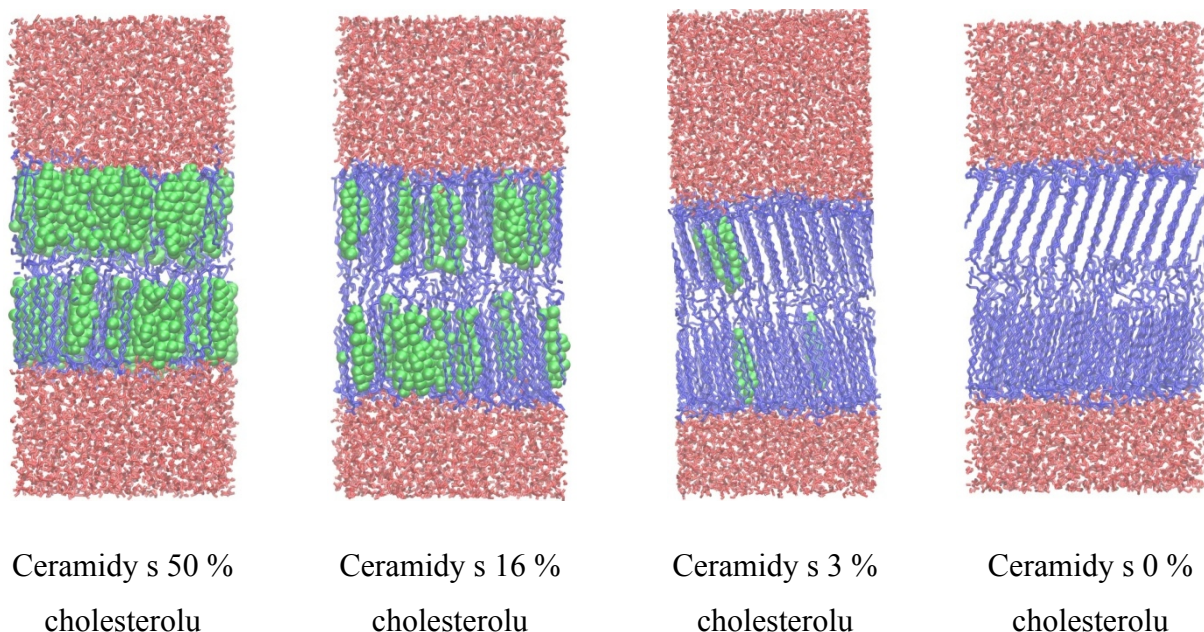 Ceramidy s 50 %
cholesterolu
Ceramidy s 16 %
cholesterolu
Ceramidy s 3 %
cholesterolu
Ceramidy s 0 %
cholesterolu